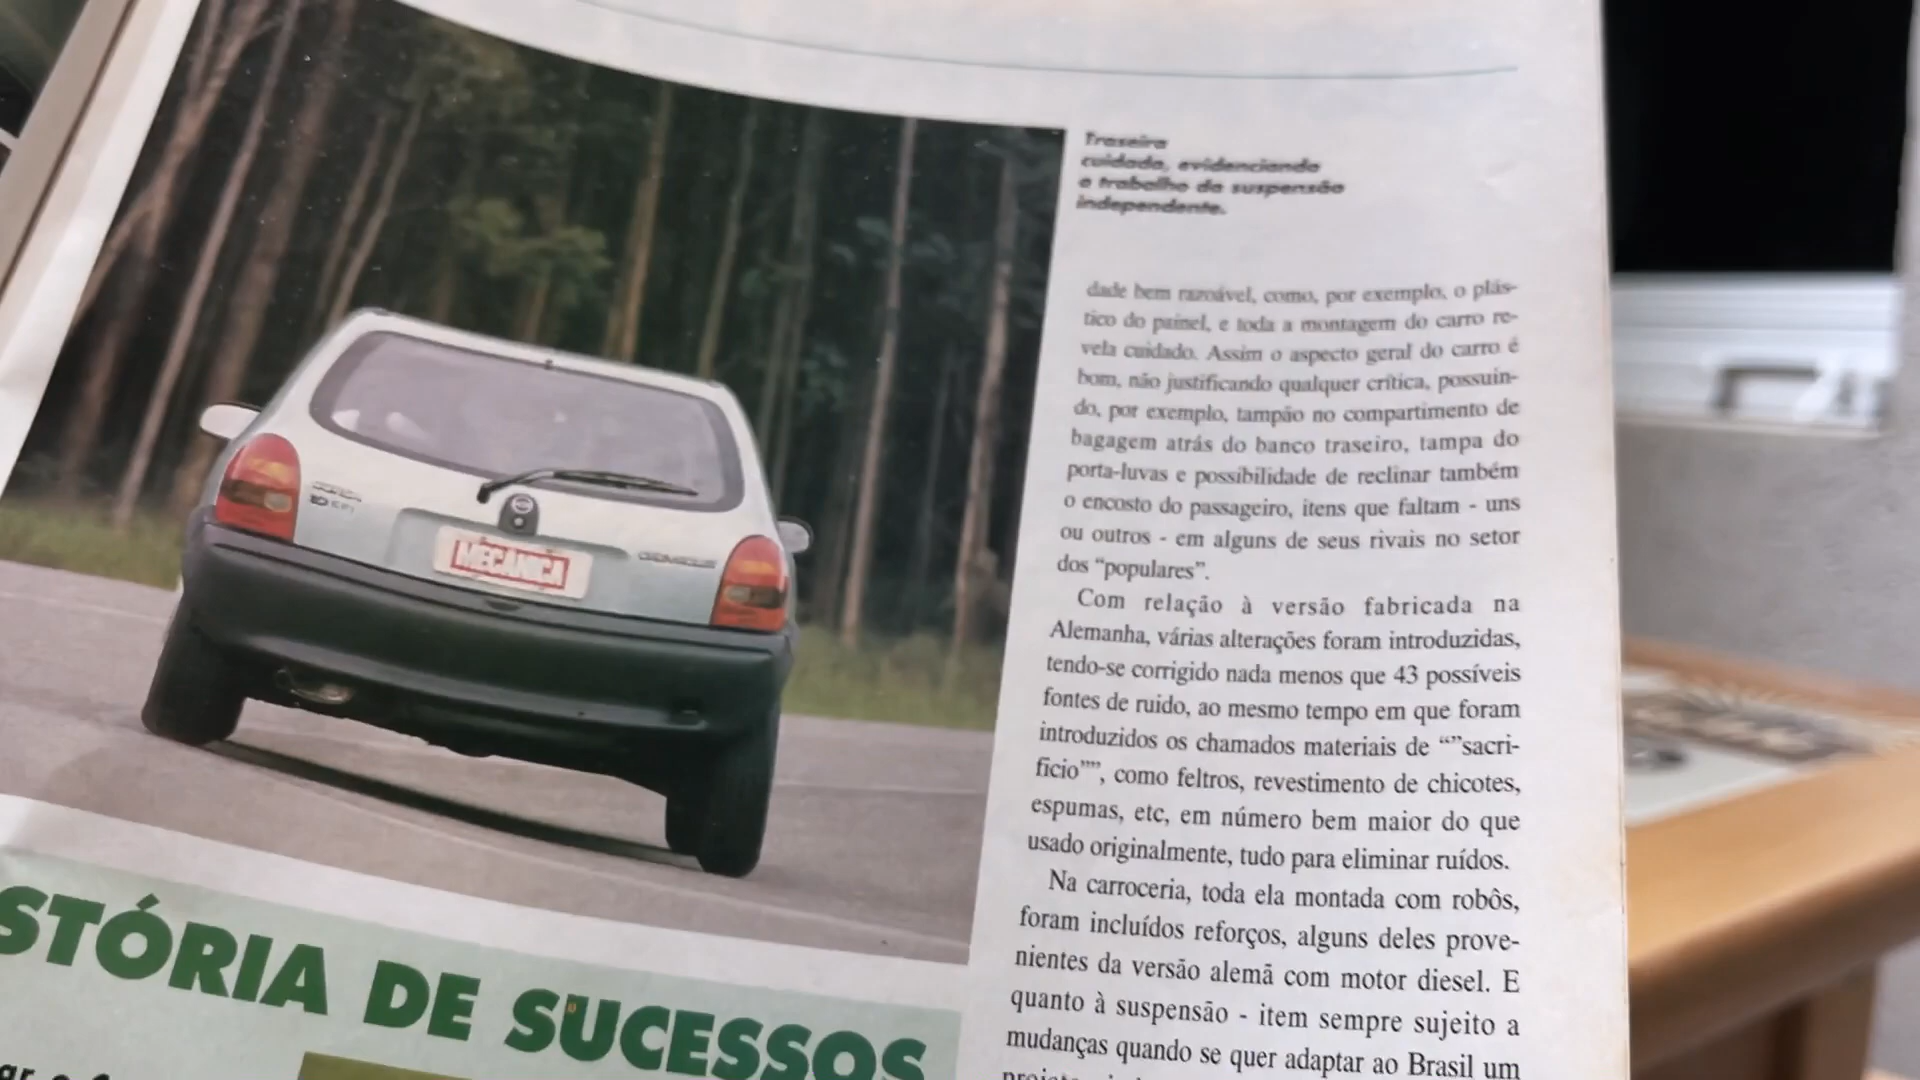 Traseira
cuidada, evidenciando
o trabalho da suspensão
independente.
dade bem razoável, como, por exemplo, o plás-
tico do painel, e toda a montagem do carro re-
vela cuidado. Assim o aspecto geral do carro é
bom, não justificando qualquer crítica, possuin-
do, por exemplo, tampão no compartimento de
bagagem atrás do banco traseiro, tampa do
porta-luvas e possibilidade de reclinar também
o encosto do passageiro, itens que faltam - uns
ou outros - em alguns de seus rivais no setor
dos “populares”.
Com relação à versão fabricada na
Alemanha, várias alterações foram introduzidas,
tendo-se corrigido nada menos que 43 possíveis
fontes de ruido, ao mesmo tempo em que foram
introduzidos os chamados materiais de “”sacri-
ficio””, como feltros, revestimento de chicotes,
espumas, etc, em número bem maior do que
usado originalmente, tudo para eliminar ruídos.
Na carroceria, toda ela montada com robôs,
foram incluídos reforços, alguns deles prove-
nientes da versão alemã com motor diesel. E
quanto à suspensão - item sempre sujeito a
mudanças quando se quer adaptar ao Brasil um
MECANICA
STÓRIA DE SUCESSOS